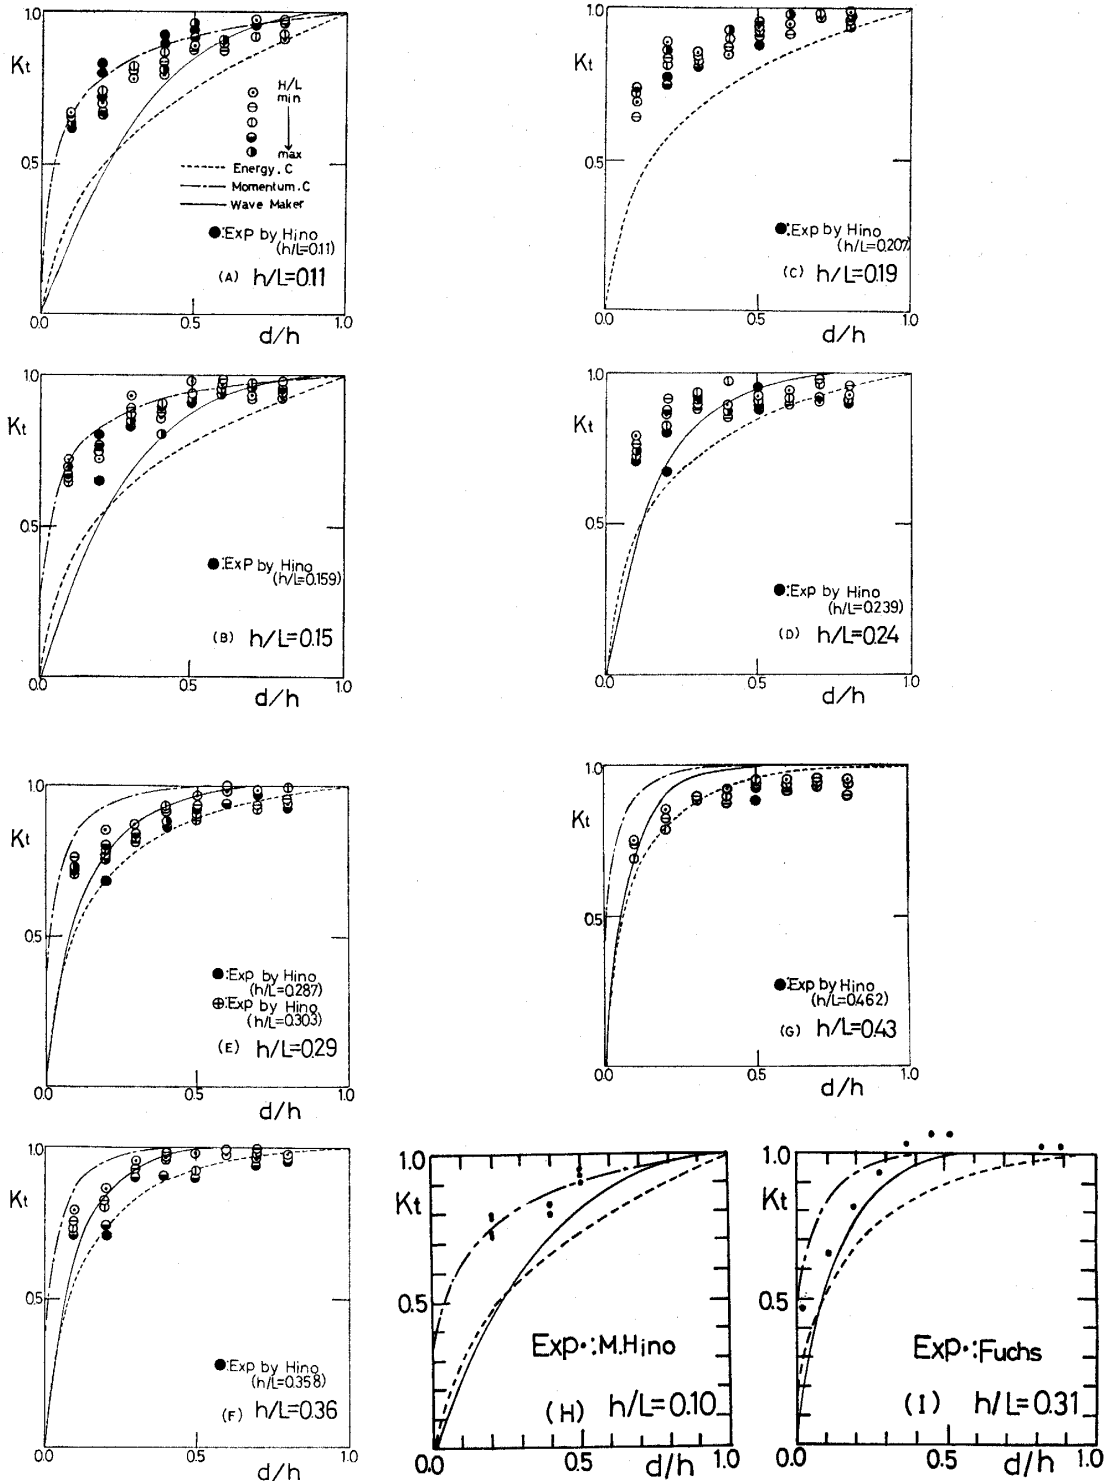 1.0
Kt
0.5
H/L
min
max
Energy.C
Momentum.C
Wave Maker
●:Exp by Hino
(h/L=0.11)
(A) h/L=0.11
0.0 0.5 1.0
d/h
1.0
Kt
0.5
●:Exp by Hino
(h/L=0.159)
(B) h/L=0.15
0.0 0.5 1.0
d/h
1.0
Kt
0.5
●:Exp by Hino
(h/L=0.207)
(C) h/L=0.19
0.0 0.5 1.0
d/h
1.0
Kt
0.5
●:Exp by Hino
(h/L=0.239)
(D) h/L=0.24
0.0 0.5 1.0
d/h
1.0
Kt
0.5
●:Exp by Hino
(h/L=0.287)
⊕:Exp by Hino
(h/L=0.303)
(E) h/L=0.29
0.0 0.5 1.0
d/h
1.0
Kt
0.5
●:Exp by Hino
(h/L=0.358)
(F) h/L=0.36
0.0 0.5 1.0
d/h
1.0
Kt
0.5
●:Exp by Hino
(h/L=0.462)
(G) h/L=0.43
0.0 0.5 1.0
d/h
1.0
Kt
0.5
Exp•:M.Hino
(H) h/L=0.10
0.0 d/h 1.0
1.0
Kt
0.5
Exp•:Fuchs
(I) h/L=0.31
0.0 d/h 1.0